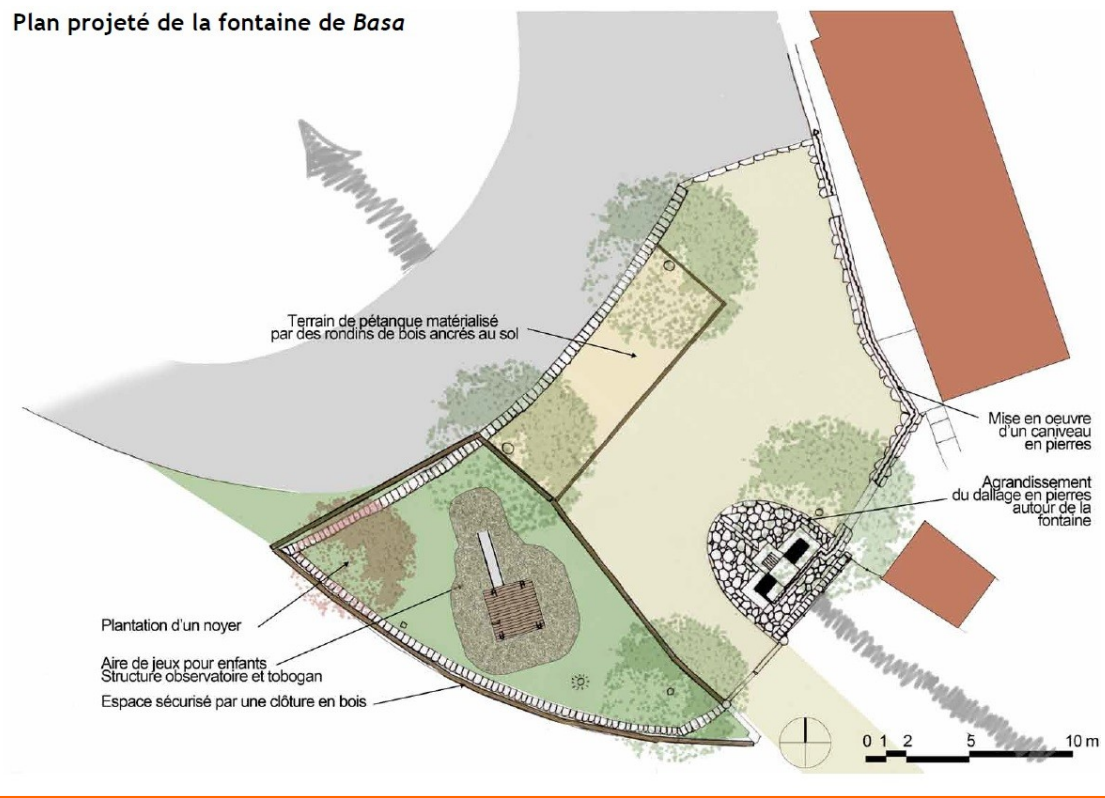 Plan projeté de la fontaine de Basa
Terrain de pétanque matérialisé
par des rondins de bois ancrés au sol
Mise en oeuvre
d'un caniveau
en pierres
Agrandissement
du dallage en pierres
autour de la
fontaine
Plantation d'un noyer
Aire de jeux pour enfants
Structure observatoire et tobogan
Espace sécurisé par une clôture en bois
0 1 2 5 10 m